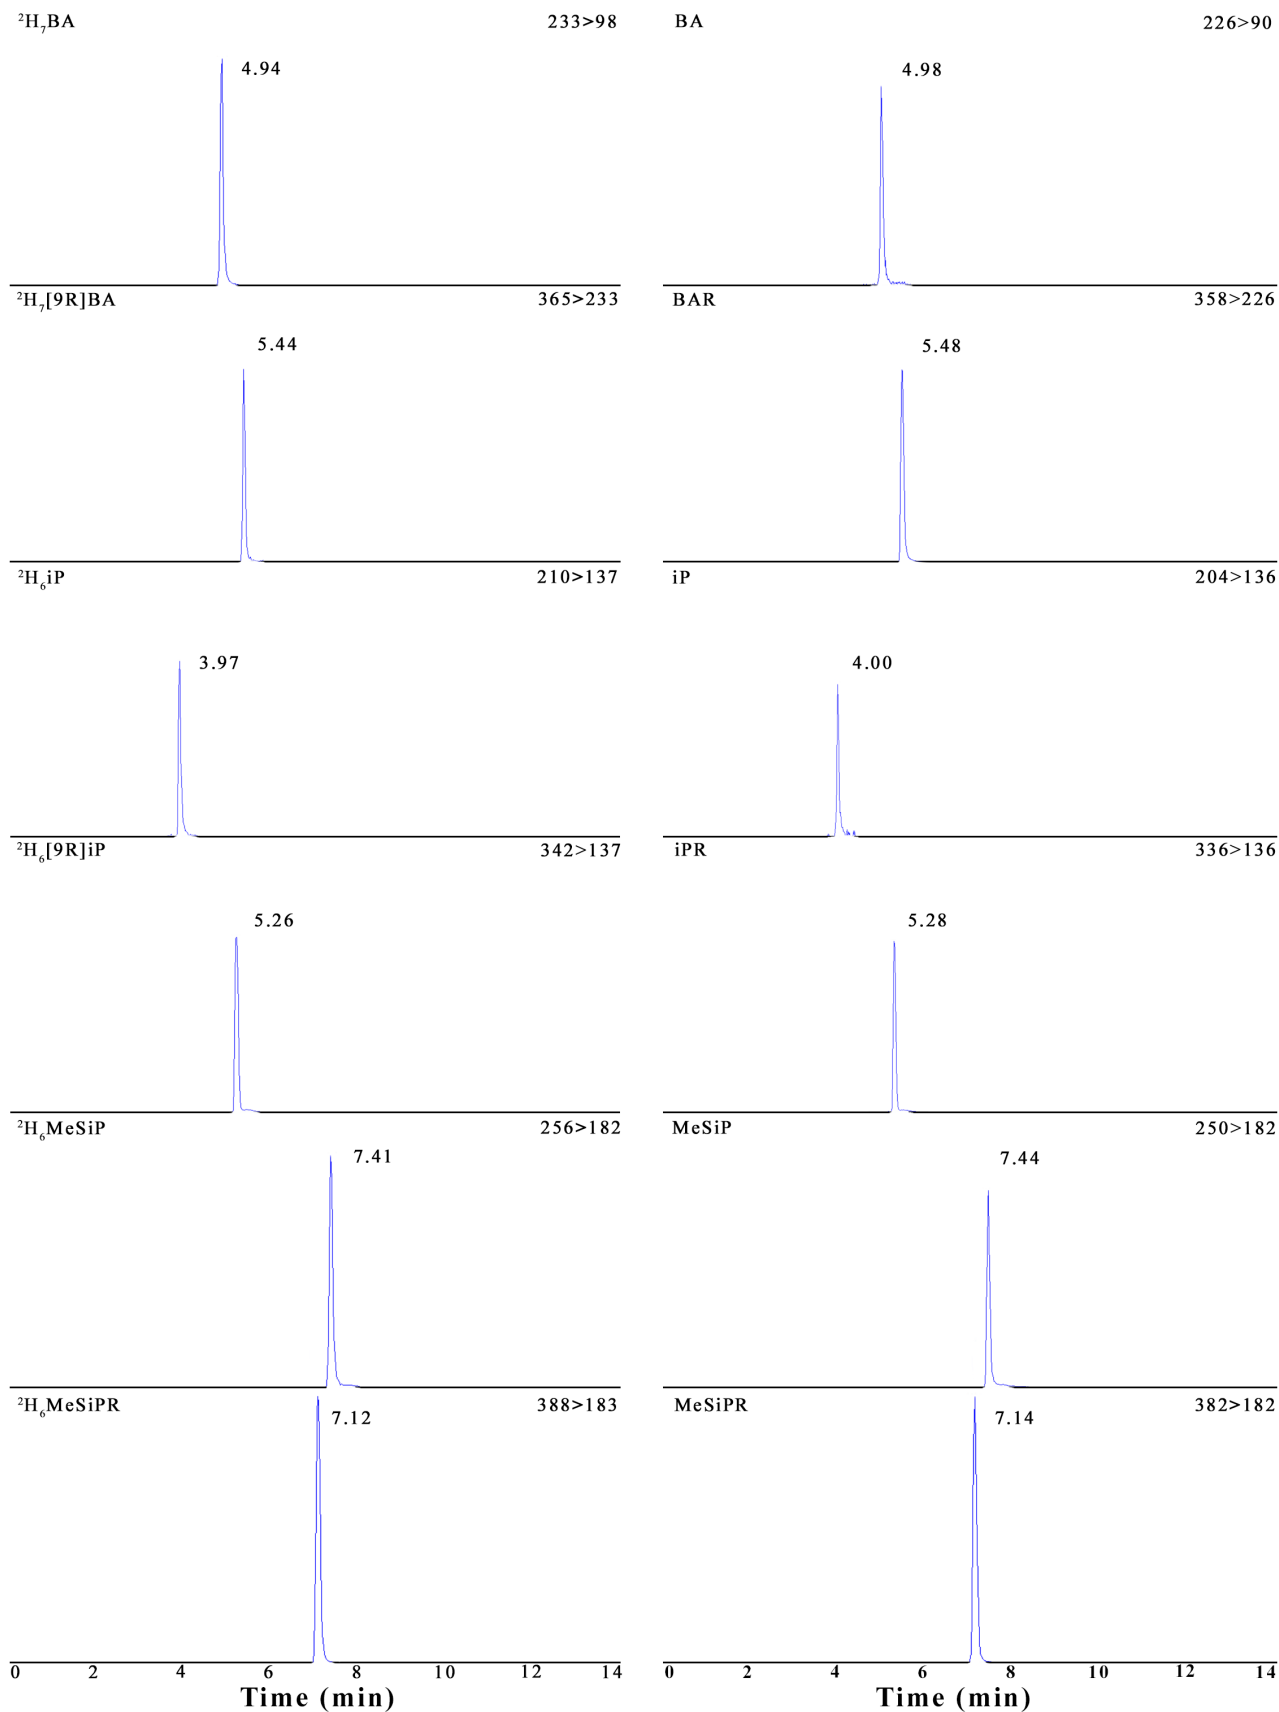 ²H₇BA 233>98
4.94
²H₇[9R]BA 365>233
5.44
²H₆iP 210>137
3.97
²H₆[9R]iP 342>137
5.26
²H₆MeSiP 256>182
7.41
²H₆MeSiPR 388>183
7.12
0 2 4 6 8 10 12 14
Time (min)
BA 226>90
4.98
BAR 358>226
5.48
iP 204>136
4.00
iPR 336>136
5.28
MeSiP 250>182
7.44
MeSiPR 382>182
7.14
0 2 4 6 8 10 12 14
Time (min)